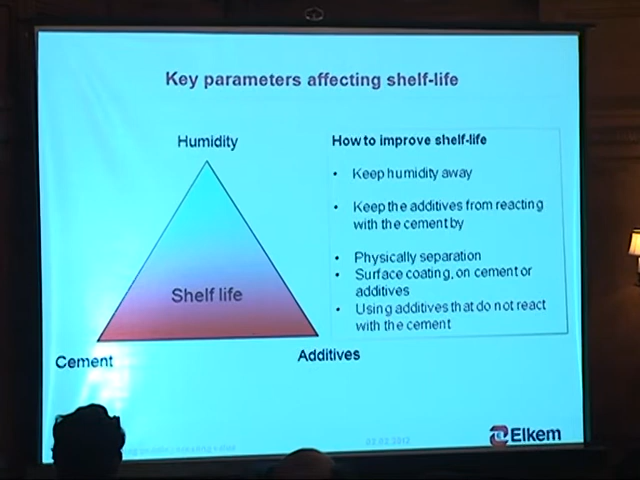 Key parameters affecting shelf-life
Humidity
Shelf life
Cement
Additives
How to improve shelf-life
• Keep humidity away
• Keep the additives from reacting
with the cement by
• Physically separation
• Surface coating, on cement or
additives
• Using additives that do not react
with the cement
Elkem